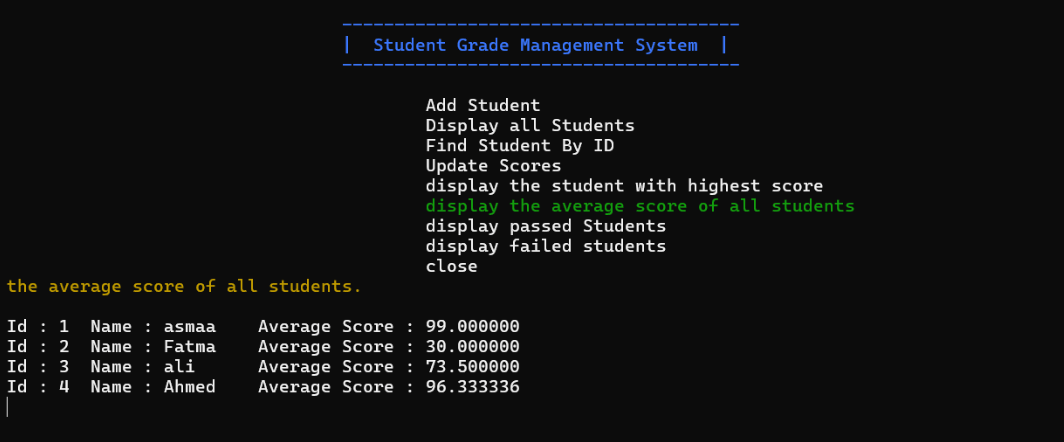 ---------------------------------------
|  Student Grade Management System  |
---------------------------------------
Add Student
Display all Students
Find Student By ID
Update Scores
display the student with highest score
display the average score of all students
display passed Students
display failed students
close
the average score of all students.
Id : 1  Name : asmaa    Average Score : 99.000000
Id : 2  Name : Fatma    Average Score : 30.000000
Id : 3  Name : ali      Average Score : 73.500000
Id : 4  Name : Ahmed    Average Score : 96.333336